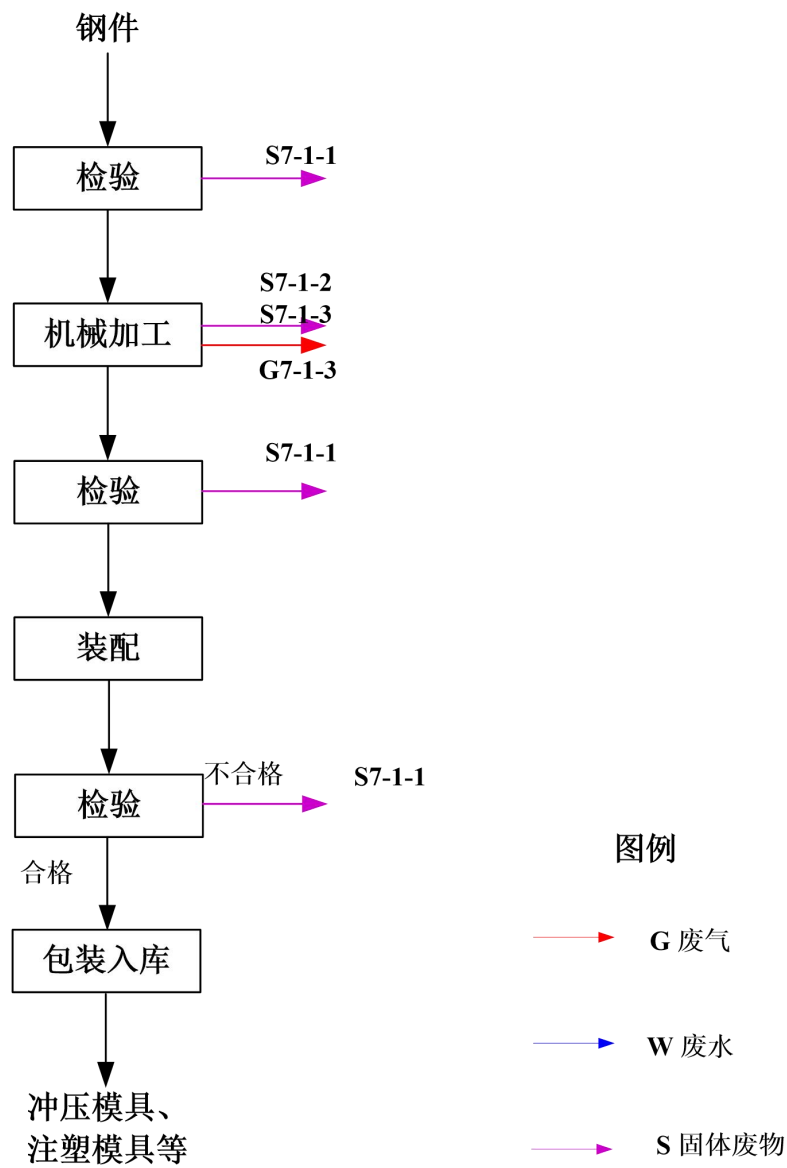 钢件
检验
S7-1-1
S7-1-2
S7-1-3
机械加工
G7-1-3
S7-1-1
检验
装配
不合格
S7-1-1
检验
合格
包装入库
冲压模具、
注塑模具等
图例
G 废气
W 废水
S 固体废物